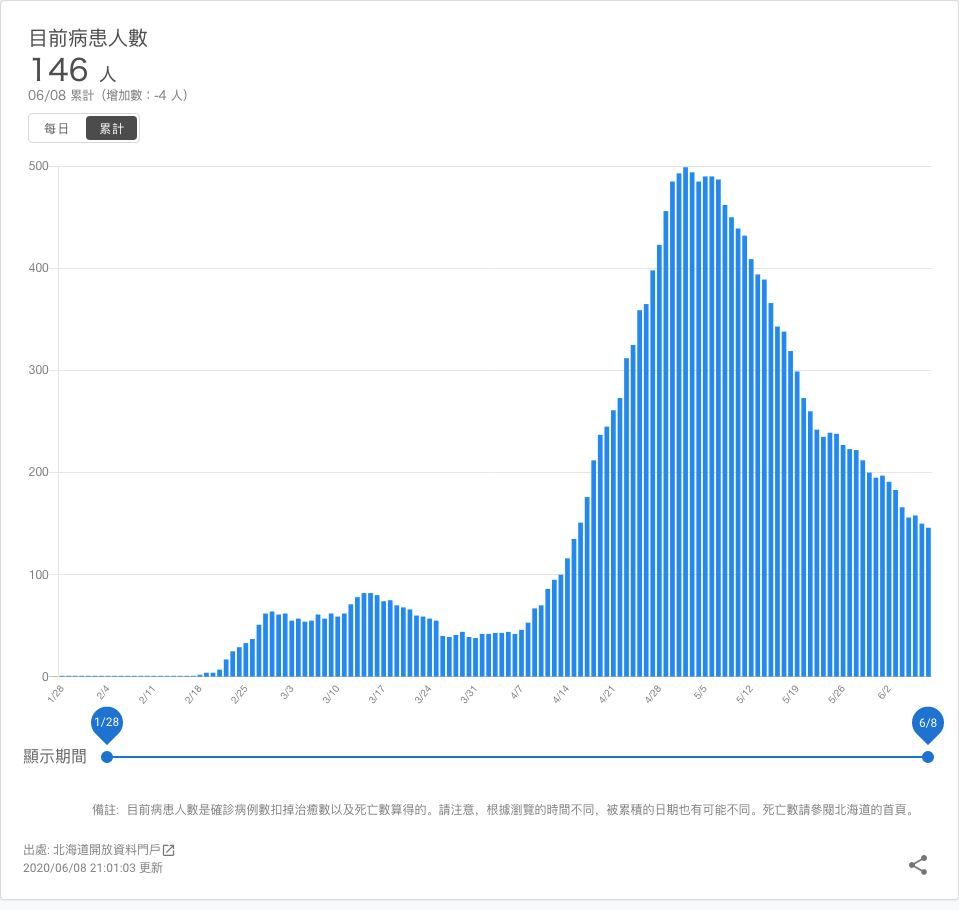 目前病患人數
146 人
06/08 累計（增加數：-4 人）
每日 累計
500
400
300
200
100
0
1/28 2/4 2/11 2/18 2/25 3/3 3/10 3/17 3/24 3/31 4/7 4/14 4/21 4/28 5/5 5/12 5/19 5/26 6/2
1/28 6/8
顯示期間
備註: 目前病患人數是確診病例數扣掉治癒數以及死亡數算得的。請注意，根據瀏覽的時間不同，被累積的日期也有可能不同。死亡數請參閱北海道的首頁。
出處: 北海道開放資料門戶
2020/06/08 21:01:03 更新